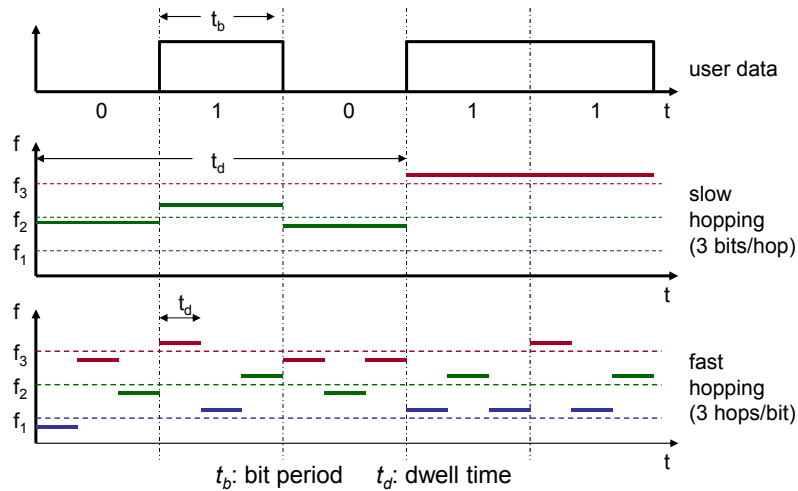 t_b
user data
0 1 0 1 1 t
f
t_d
f_3
slow
hopping
(3 bits/hop)
f_2
f_1
t
f
t_d
f_3
fast
hopping
(3 hops/bit)
f_2
f_1
t
t_b: bit period t_d: dwell time